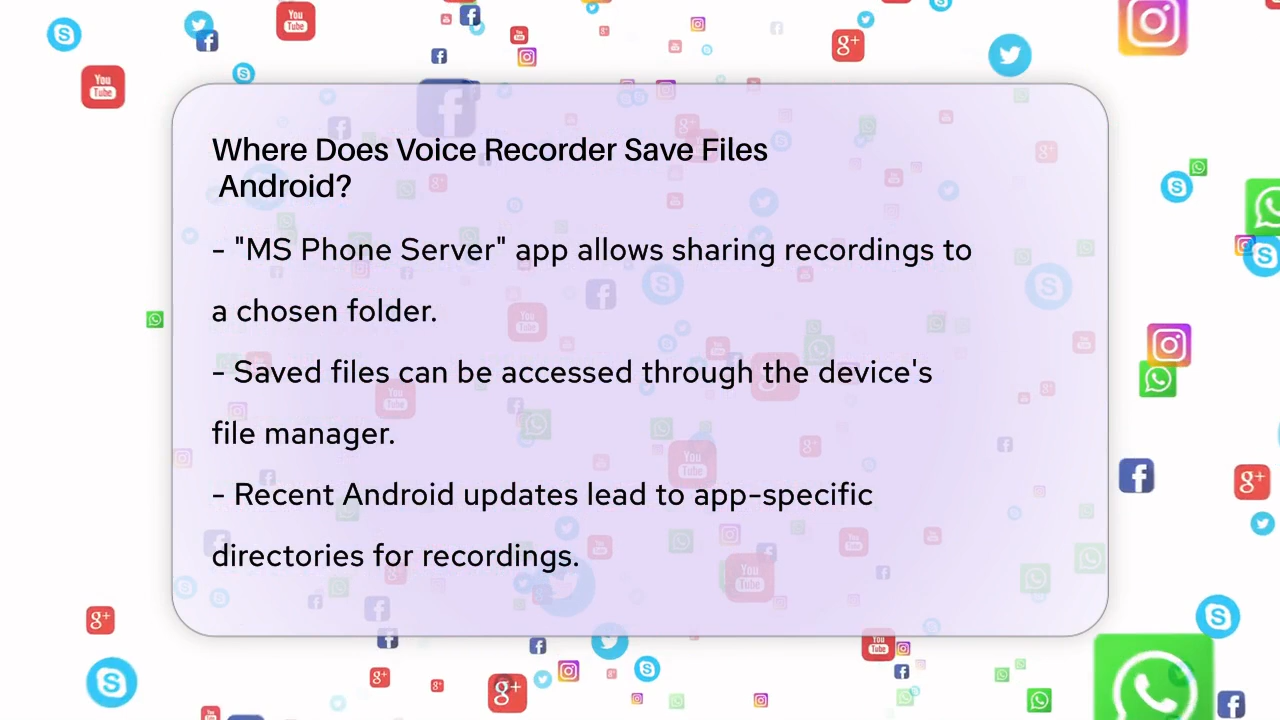 Where Does Voice Recorder Save Files
Android?
- "MS Phone Server" app allows sharing recordings to
a chosen folder.
- Saved files can be accessed through the device's
file manager.
- Recent Android updates lead to app-specific
directories for recordings.